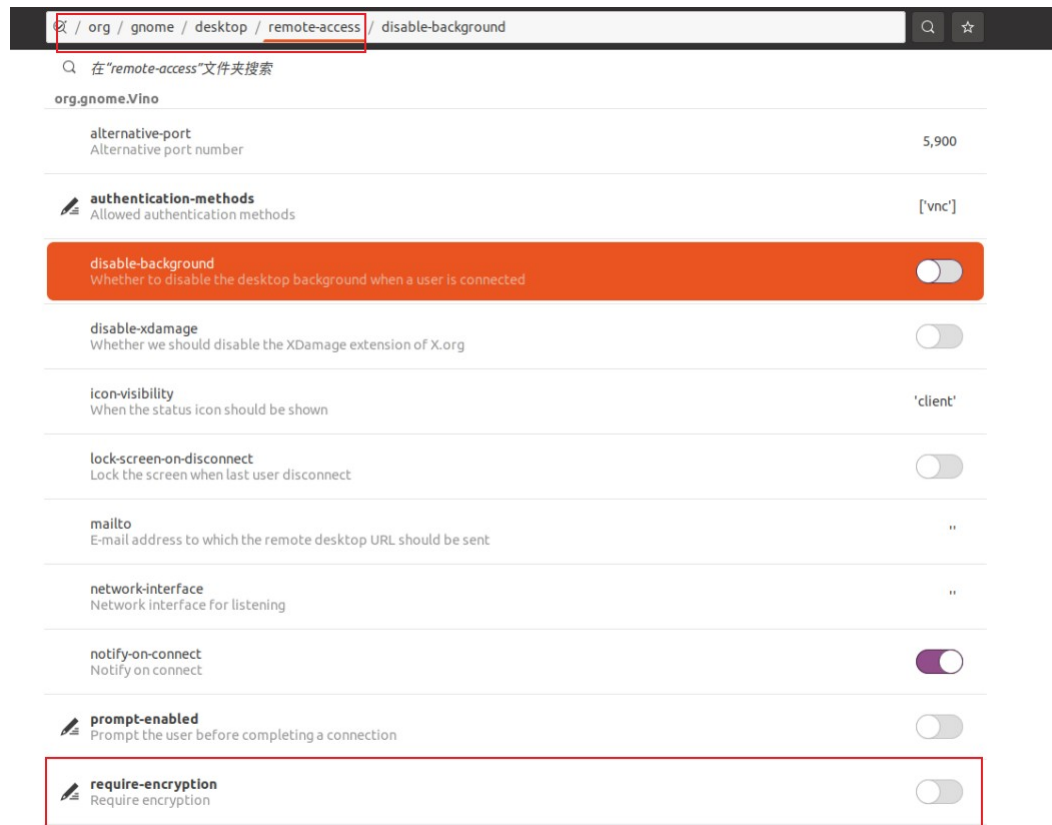 / org / gnome / desktop / remote-access / disable-background
在“remote-access”文件夹搜索
org.gnome.Vino
alternative-port
Alternative port number
5,900
authentication-methods
Allowed authentication methods
['vnc']
disable-background
Whether to disable the desktop background when a user is connected
disable-xdamage
Whether we should disable the XDamage extension of X.org
icon-visibility
When the status icon should be shown
'client'
lock-screen-on-disconnect
Lock the screen when last user disconnect
mailto
E-mail address to which the remote desktop URL should be sent
''
network-interface
Network interface for listening
''
notify-on-connect
Notify on connect
prompt-enabled
Prompt the user before completing a connection
require-encryption
Require encryption